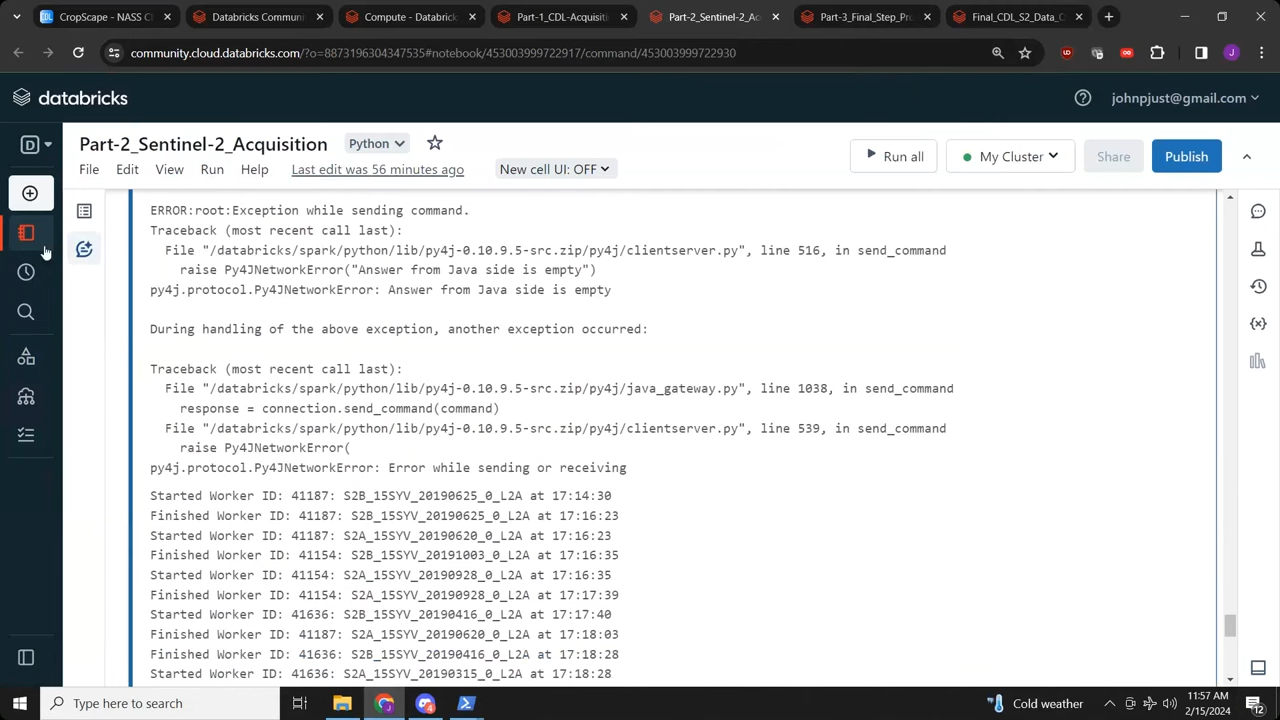 CropScape - NASS C
Databricks Communi
Compute - Databric
Part-1_CDL-Acquisiti
Part-2_Sentinel-2_Ac
Part-3_Final_Step_Pr
Final_CDL_S2_Data_C
community.cloud.databricks.com/?o=8873196304347535#notebook/453003999722917/command/453003999722930
databricks
johnpjust@gmail.com
D
Part-2_Sentinel-2_Acquisition
Python
Run all
My Cluster
Share
Publish
File Edit View Run Help Last edit was 56 minutes ago New cell UI: OFF
ERROR:root:Exception while sending command.
Traceback (most recent call last):
File "/databricks/spark/python/lib/py4j-0.10.9.5-src.zip/py4j/clientserver.py", line 516, in send_command
raise Py4JNetworkError("Answer from Java side is empty")
py4j.protocol.Py4JNetworkError: Answer from Java side is empty
During handling of the above exception, another exception occurred:
Traceback (most recent call last):
File "/databricks/spark/python/lib/py4j-0.10.9.5-src.zip/py4j/java_gateway.py", line 1038, in send_command
response = connection.send_command(command)
File "/databricks/spark/python/lib/py4j-0.10.9.5-src.zip/py4j/clientserver.py", line 539, in send_command
raise Py4JNetworkError(
py4j.protocol.Py4JNetworkError: Error while sending or receiving
Started Worker ID: 41187: S2B_15SYV_20190625_0_L2A at 17:14:30
Finished Worker ID: 41187: S2B_15SYV_20190625_0_L2A at 17:16:23
Started Worker ID: 41187: S2A_15SYV_20190620_0_L2A at 17:16:23
Finished Worker ID: 41154: S2B_15SYV_20191003_0_L2A at 17:16:35
Started Worker ID: 41154: S2A_15SYV_20190928_0_L2A at 17:16:35
Finished Worker ID: 41154: S2A_15SYV_20190928_0_L2A at 17:17:39
Started Worker ID: 41636: S2B_15SYV_20190416_0_L2A at 17:17:40
Finished Worker ID: 41187: S2A_15SYV_20190620_0_L2A at 17:18:03
Finished Worker ID: 41636: S2B_15SYV_20190416_0_L2A at 17:18:28
Started Worker ID: 41636: S2A_15SYV_20190315_0_L2A at 17:18:28
Type here to search
Cold weather
11:57 AM
2/15/2024
12